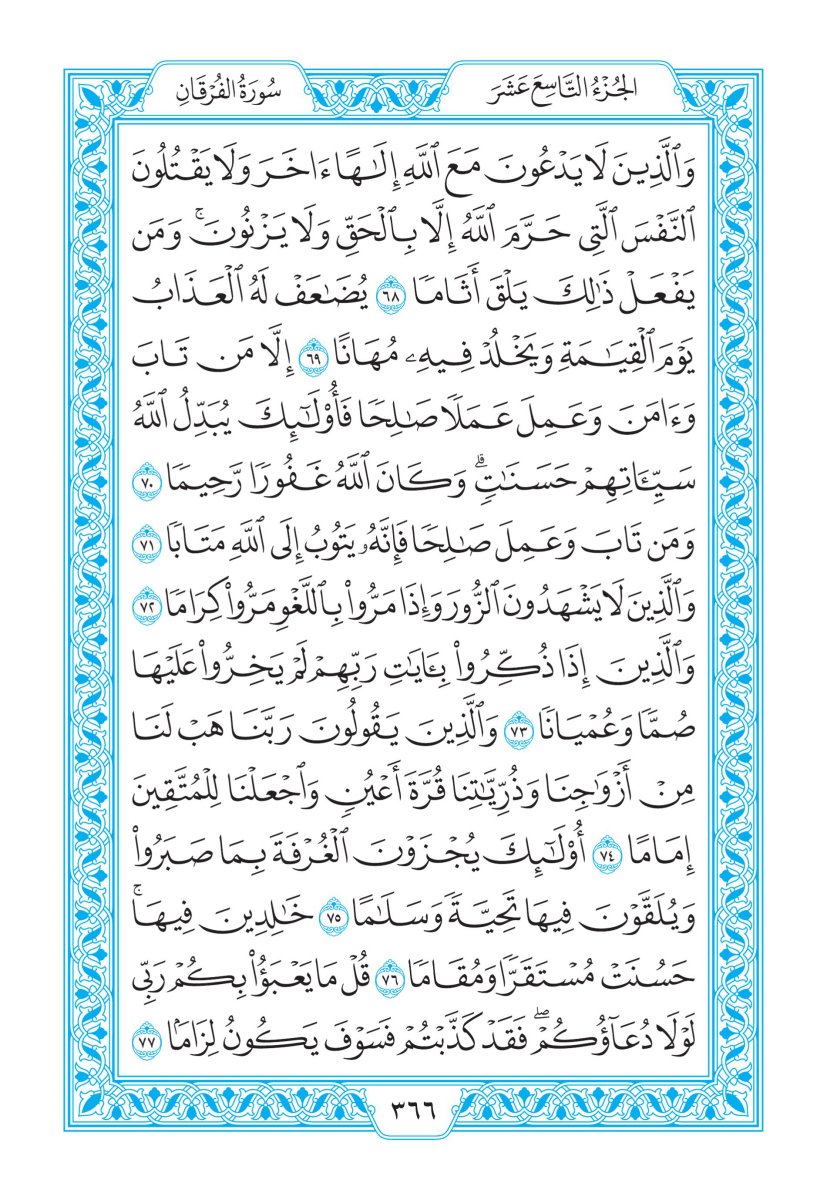 الجُزْءُ التَّاسِعَ عَشَرَ
سُورَةُ الفُرْقَانِ
وَٱلَّذِينَ لَا يَدْعُونَ مَعَ ٱللَّهِ إِلَـٰهًا ءَاخَرَ وَلَا يَقْتُلُونَ
ٱلنَّفْسَ ٱلَّتِي حَرَّمَ ٱللَّهُ إِلَّا بِٱلْحَقِّ وَلَا يَزْنُونَۚ وَمَن
يَفْعَلْ ذَٰلِكَ يَلْقَ أَثَامًا ٦٨ يُضَـٰعَفْ لَهُ ٱلْعَذَابُ
يَوْمَ ٱلْقِيَـٰمَةِ وَيَخْلُدْ فِيهِۦ مُهَانًا ٦٩ إِلَّا مَن تَابَ
وَءَامَنَ وَعَمِلَ عَمَلًا صَـٰلِحًا فَأُوْلَـٰٓئِكَ يُبَدِّلُ ٱللَّهُ
سَيِّـَٔاتِهِمْ حَسَنَـٰتٍۗ وَكَانَ ٱللَّهُ غَفُورًا رَّحِيمًا ٧٠
وَمَن تَابَ وَعَمِلَ صَـٰلِحًا فَإِنَّهُۥ يَتُوبُ إِلَى ٱللَّهِ مَتَابًا ٧١
وَٱلَّذِينَ لَا يَشْهَدُونَ ٱلزُّورَ وَإِذَا مَرُّواْ بِٱللَّغْوِ مَرُّواْ كِرَامًا ٧٢
وَٱلَّذِينَ إِذَا ذُكِّرُواْ بِـَٔايَـٰتِ رَبِّهِمْ لَمْ يَخِرُّواْ عَلَيْهَا
صُمًّا وَعُمْيَانًا ٧٣ وَٱلَّذِينَ يَقُولُونَ رَبَّنَا هَبْ لَنَا
مِنْ أَزْوَٰجِنَا وَذُرِّيَّـٰتِنَا قُرَّةَ أَعْيُنٍ وَٱجْعَلْنَا لِلْمُتَّقِينَ
إِمَامًا ٧٤ أُوْلَـٰٓئِكَ يُجْزَوْنَ ٱلْغُرْفَةَ بِمَا صَبَرُواْ
وَيُلَقَّوْنَ فِيهَا تَحِيَّةً وَسَلَـٰمًا ٧٥ خَـٰلِدِينَ فِيهَاۚ
حَسُنَتْ مُسْتَقَرًّا وَمُقَامًا ٧٦ قُلْ مَا يَعْبَؤُاْ بِكُمْ رَبِّي
لَوْلَا دُعَآؤُكُمْۖ فَقَدْ كَذَّبْتُمْ فَسَوْفَ يَكُونُ لِزَامًۢا ٧٧
٣٦٦